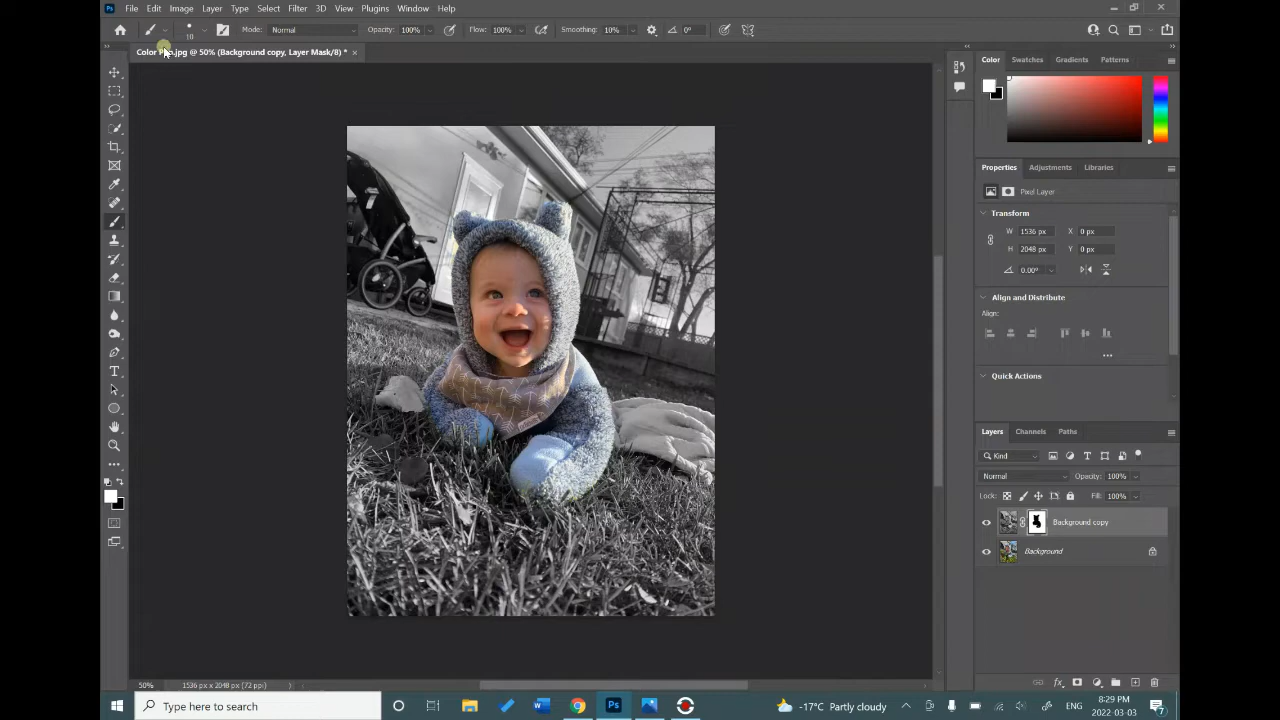 Ps File Edit Image Layer Type Select Filter 3D View Plugins Window Help
10 Mode: Normal Opacity: 100% Flow: 100% Smoothing: 10% 0°
Color Pop.jpg @ 50% (Background copy, Layer Mask/8) * ×
Color Swatches Gradients Patterns
Properties Adjustments Libraries
Pixel Layer
Transform
W 1536 px X 0 px
H 2048 px Y 0 px
0.00°
Align and Distribute
Align:
Quick Actions
Layers Channels Paths
Kind
Normal Opacity: 100%
Lock: Fill: 100%
Background copy
Background
50% 1536 px x 2048 px (72 ppi)
Type here to search
-17°C Partly cloudy
8:29 PM
2022-03-03
7